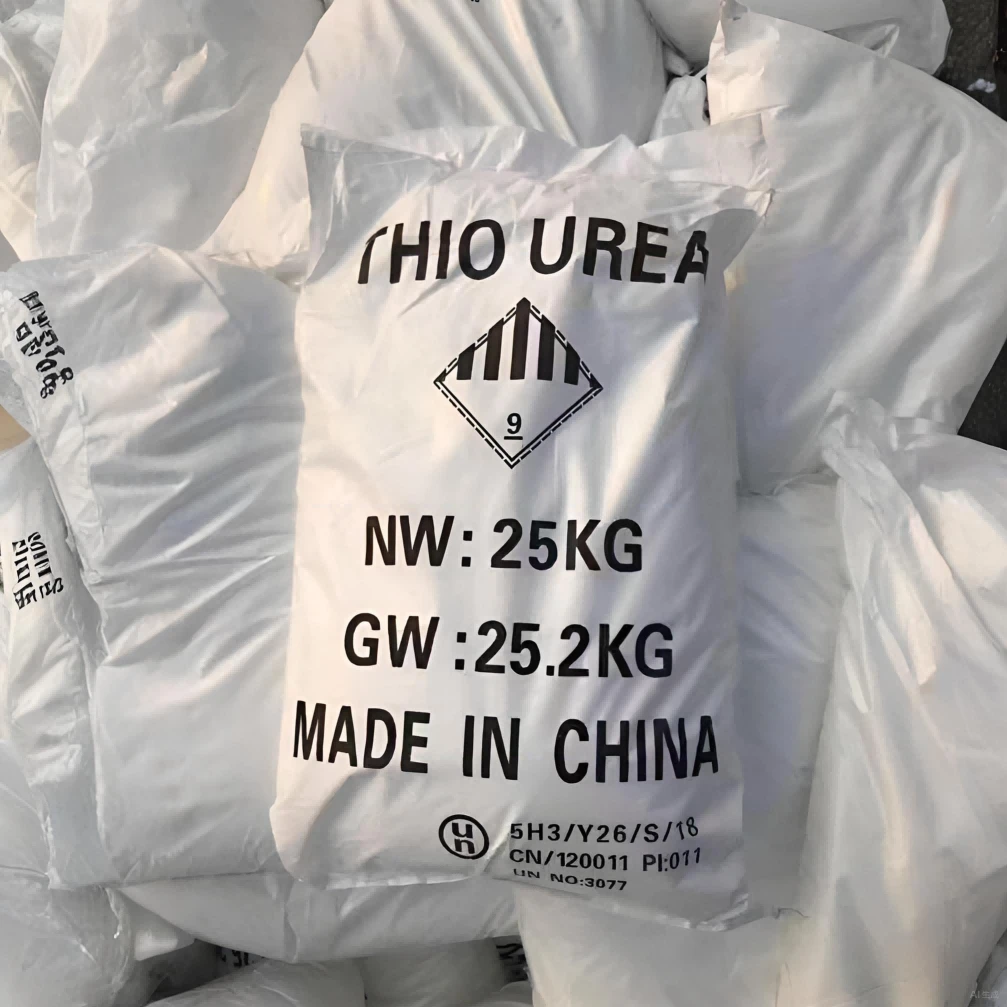 THIO UREA
9
NW: 25KG
GW :25.2KG
MADE IN CHINA
un 5H3/Y26/S/18
CN/120011 PI:011
UN NO:3077